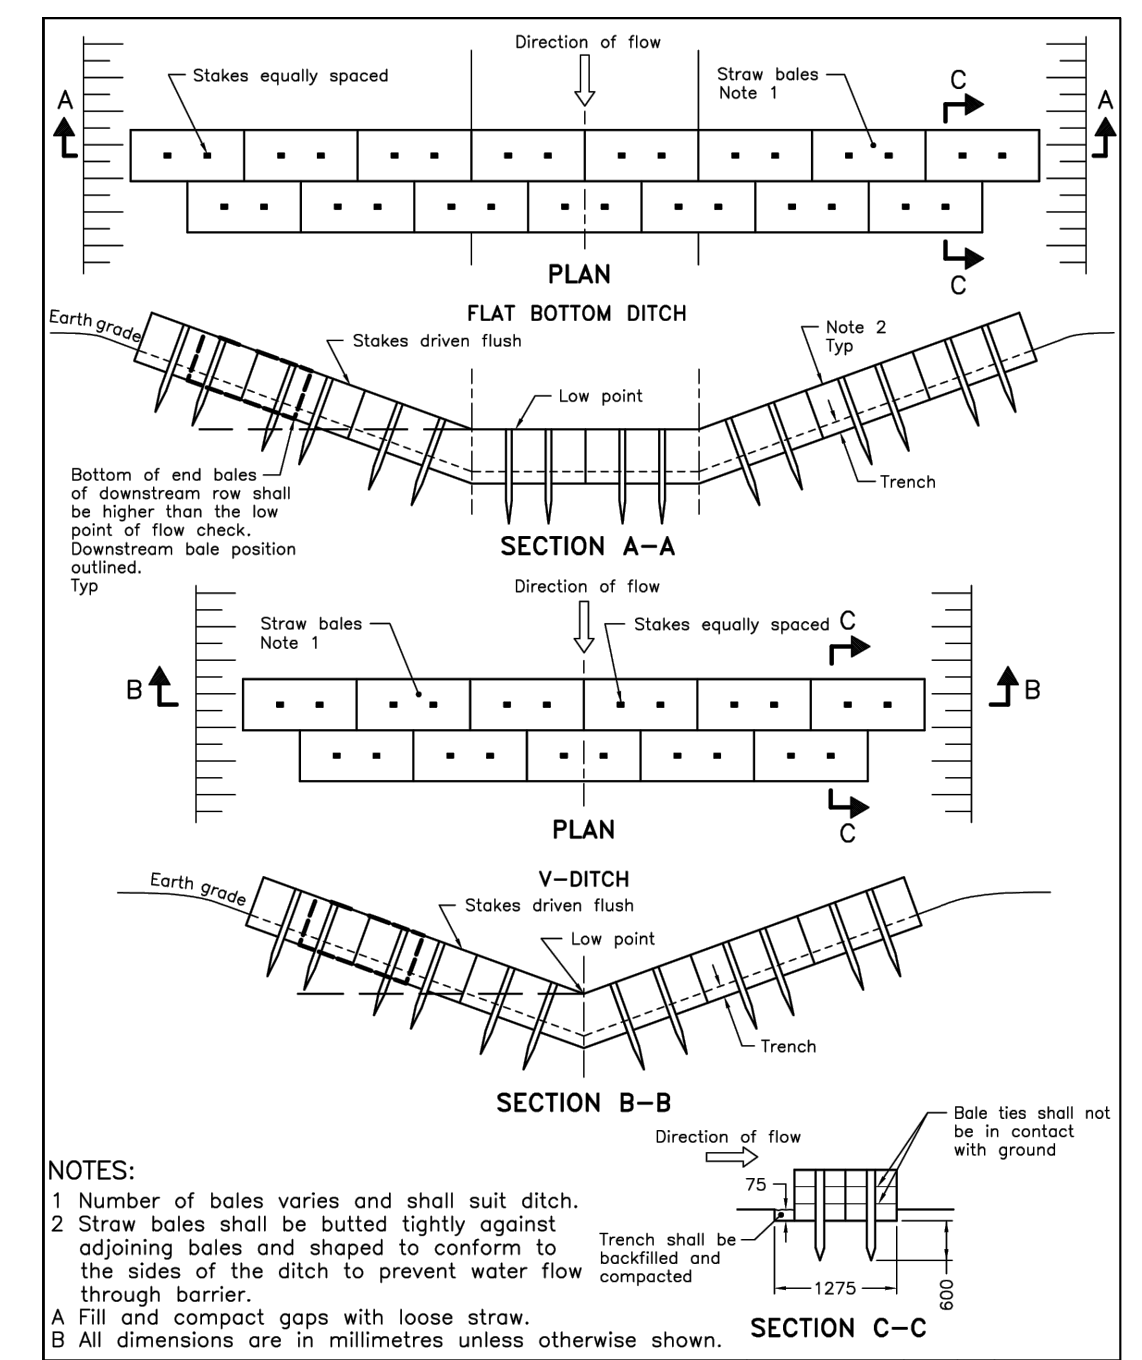 Direction of flow
Stakes equally spaced
Straw bales
Note 1
C
A
A
C
PLAN
FLAT BOTTOM DITCH
Earth grade
Stakes driven flush
Note 2
Typ
Low point
Trench
Bottom of end bales
of downstream row shall
be higher than the low
point of flow check.
Downstream bale position
outlined.
Typ
SECTION A-A
Direction of flow
Straw bales
Note 1
Stakes equally spaced
C
B
B
C
PLAN
V-DITCH
Earth grade
Stakes driven flush
Low point
Trench
SECTION B-B
Direction of flow
Bale ties shall not
be in contact
with ground
75
Trench shall be
backfilled and
compacted
1275
600
SECTION C-C
NOTES:
1 Number of bales varies and shall suit ditch.
2 Straw bales shall be butted tightly against
adjoining bales and shaped to conform to
the sides of the ditch to prevent water flow
through barrier.
A Fill and compact gaps with loose straw.
B All dimensions are in millimetres unless otherwise shown.